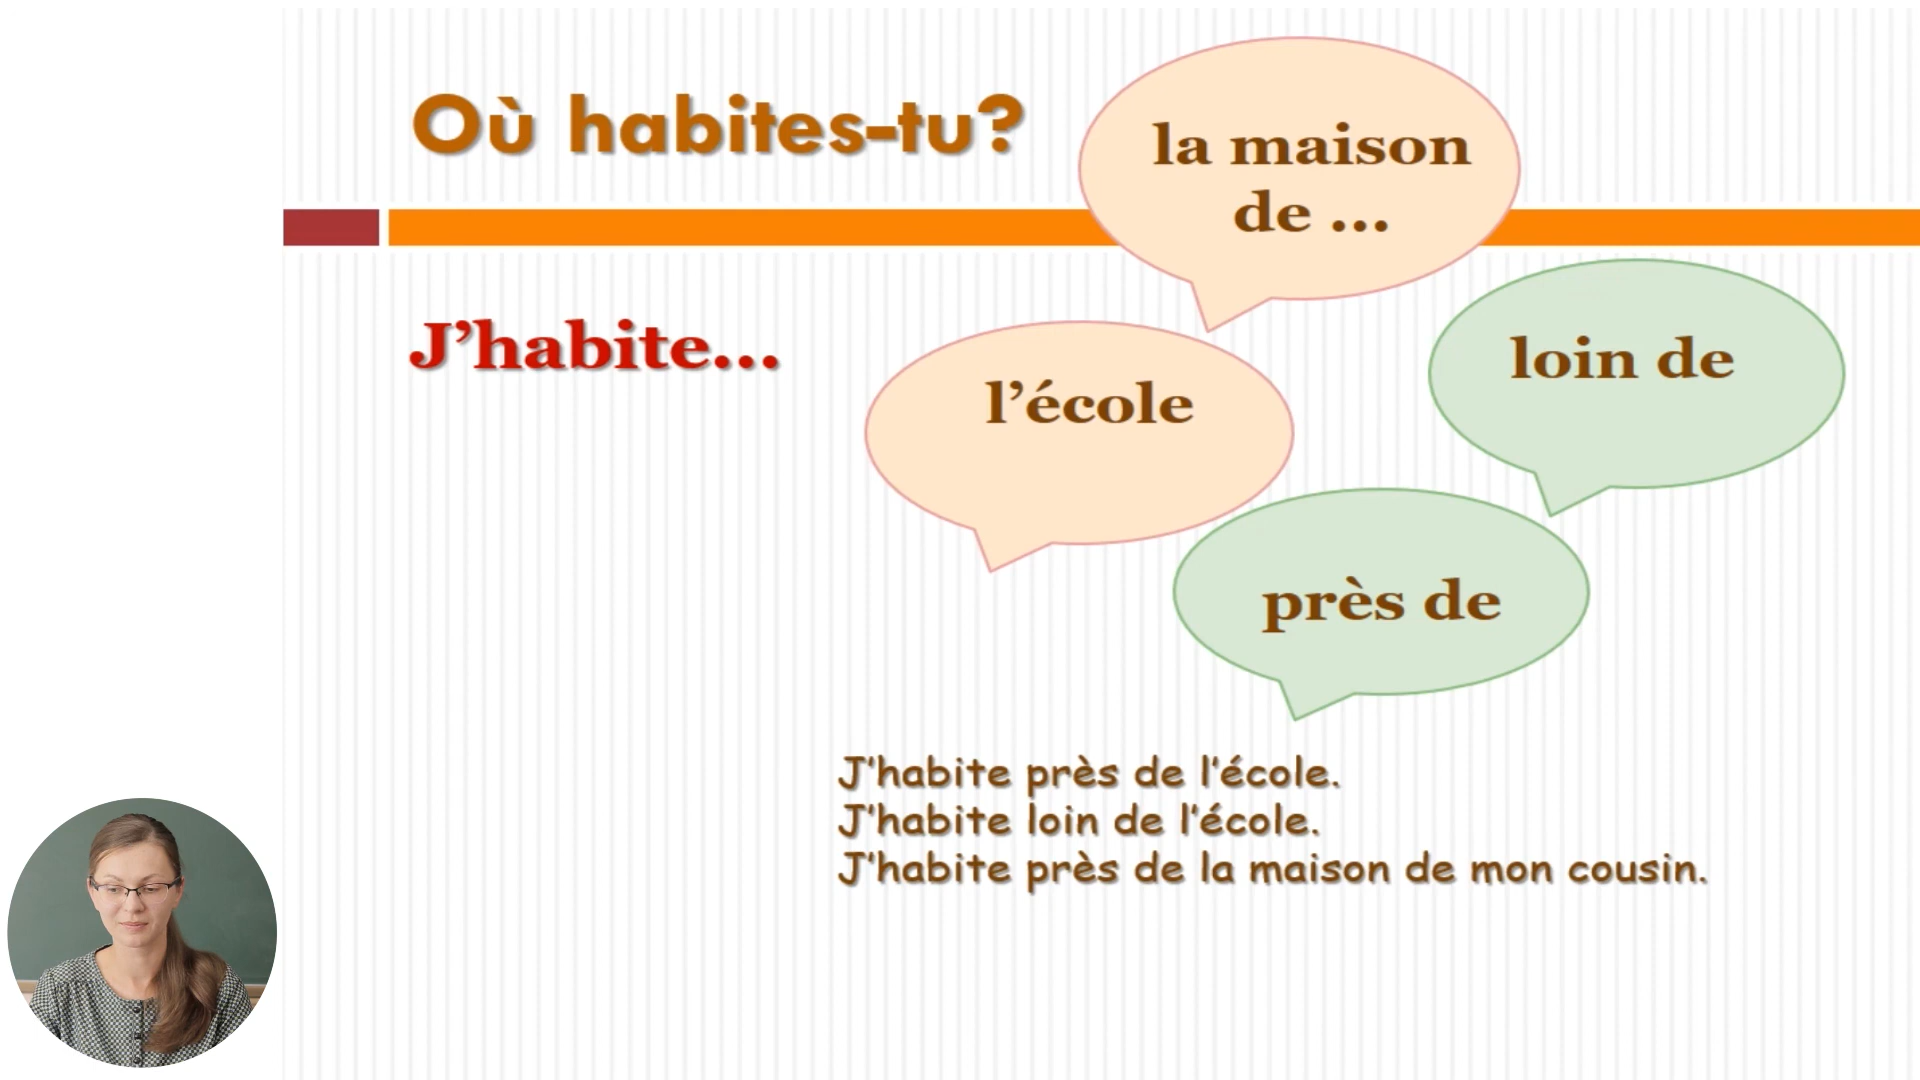 Où habites-tu?
la maison
de ...
J’habite...
l’école
loin de
près de
J'habite près de l'école.
J'habite loin de l'école.
J'habite près de la maison de mon cousin.